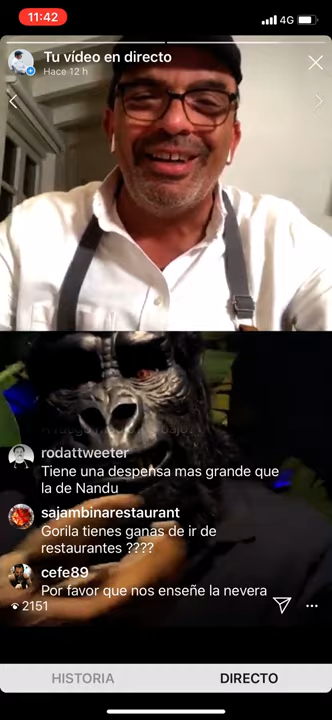 11:42
4G
Tu vídeo en directo
Hace 12 h
rodattweeter
Tiene una despensa mas grande que
la de Nandu
sajambinarestaurant
Gorila tienes ganas de ir de
restaurantes ????
cefe89
Por favor que nos enseñe la nevera
2151
HISTORIA
DIRECTO